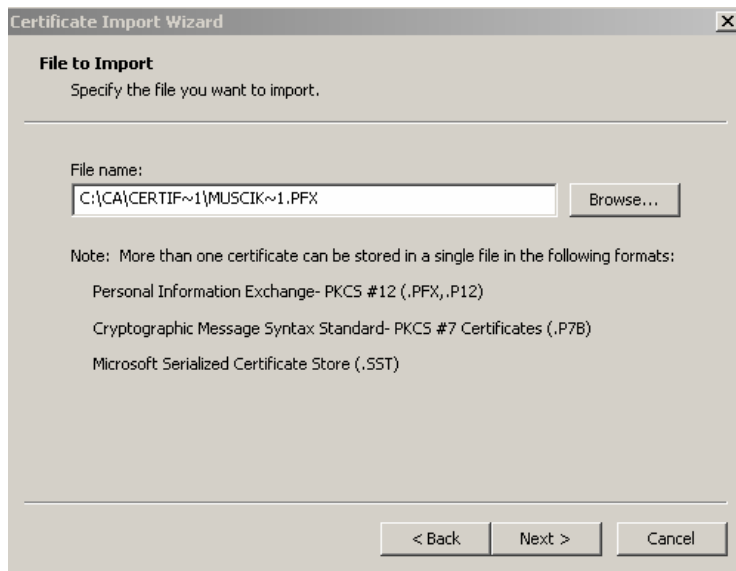 Certificate Import Wizard
File to Import
Specify the file you want to import.
File name:
C:\CA\CERTIF~1\MUSCIK~1.PFX
Browse...
Note: More than one certificate can be stored in a single file in the following formats:
Personal Information Exchange- PKCS #12 (.PFX,.P12)
Cryptographic Message Syntax Standard- PKCS #7 Certificates (.P7B)
Microsoft Serialized Certificate Store (.SST)
< Back Next > Cancel